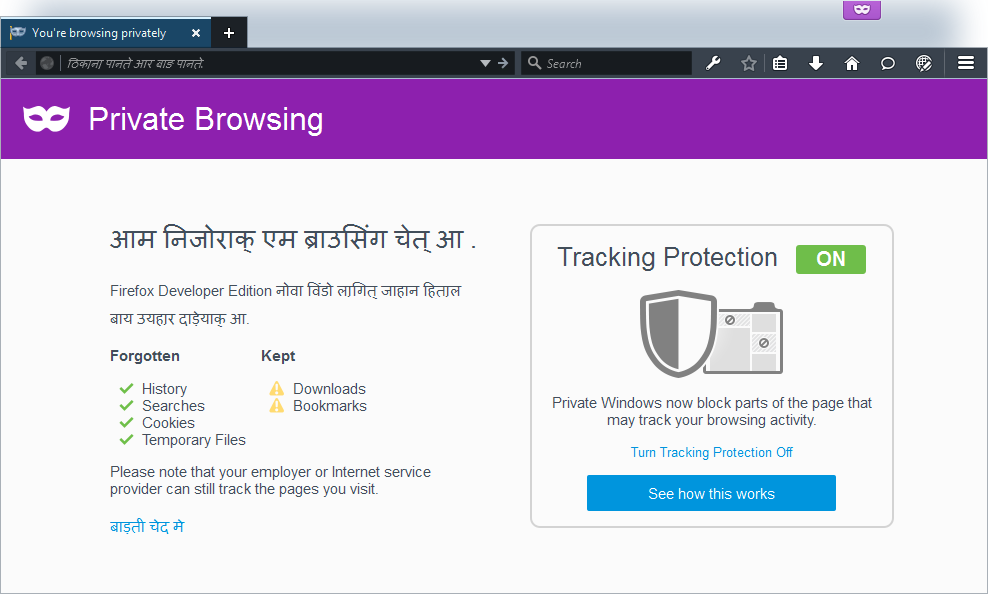 You're browsing privately
ठिकाना पानते आर बाङ पानते.
Search
Private Browsing
आम निजोराक् एम ब्राउसिंग चेत् आ .
Firefox Developer Edition नोवा विंडो लागित् जाहान हिताल
बाय उयहार दाड़ेयाक् आ.
Forgotten
Kept
History
Searches
Cookies
Temporary Files
Downloads
Bookmarks
Please note that your employer or Internet service
provider can still track the pages you visit.
बाड़ती चेद मे
Tracking Protection
ON
Private Windows now block parts of the page that
may track your browsing activity.
Turn Tracking Protection Off
See how this works